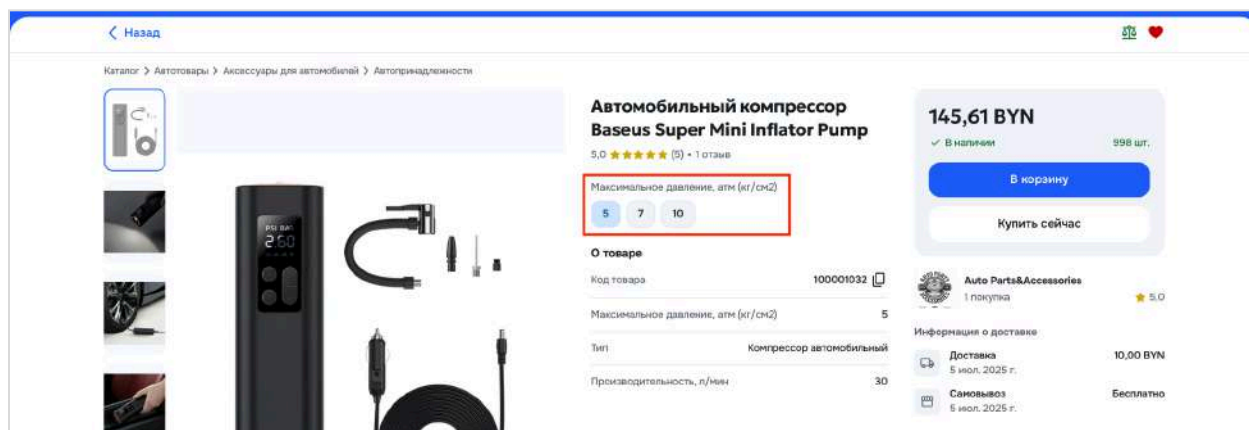 Назад
Каталог > Автотовары > Аксессуары для автомобилей > Автопринадлежности
Автомобильный компрессор
Baseus Super Mini Inflator Pump
5,0 ★★★★★ (5) • 1 отзыв
Максимальное давление, атм (кг/см2)
5 7 10
О товаре
Код товара 100001032
Максимальное давление, атм (кг/см2) 5
Тип Компрессор автомобильный
Производительность, л/мин 30
145,61 BYN
В наличии 998 шт.
В корзину
Купить сейчас
Auto Parts&Accessories
1 покупка 5,0
Информация о доставке
Доставка 10,00 BYN
5 июл. 2025 г.
Самовывоз Бесплатно
5 июл. 2025 г.
PSI BAR
2.60